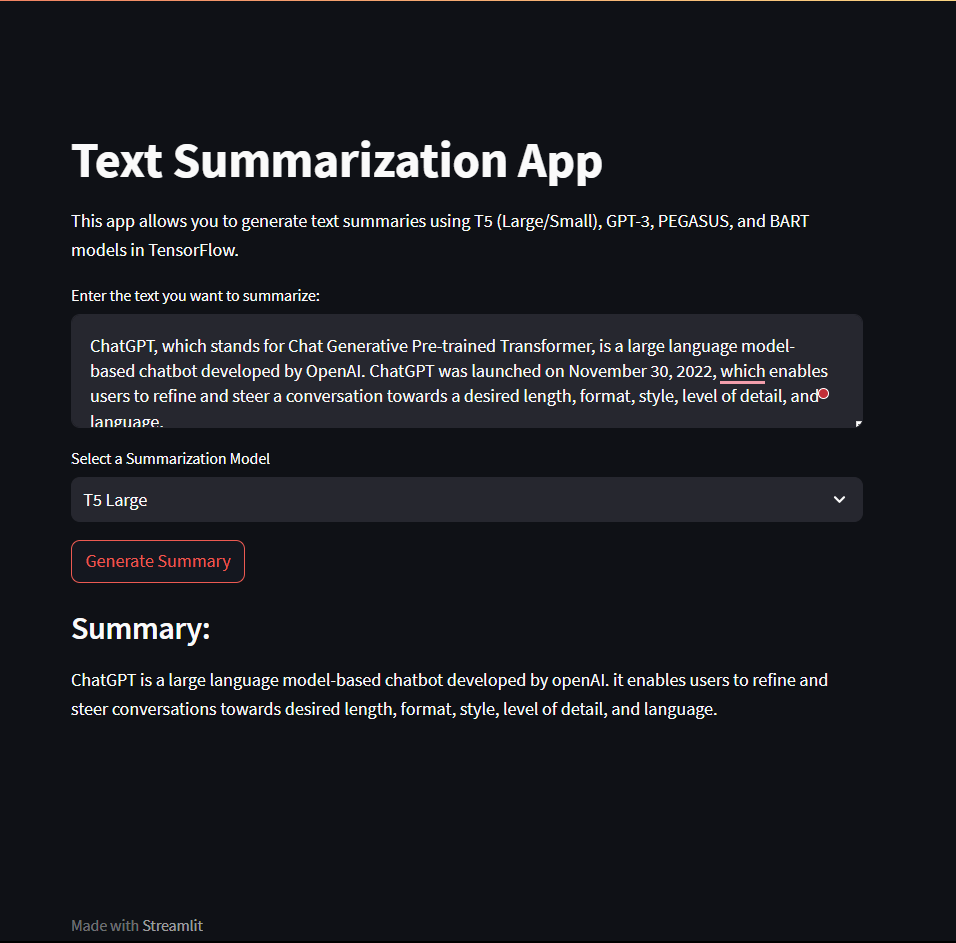 Text Summarization App
This app allows you to generate text summaries using T5 (Large/Small), GPT-3, PEGASUS, and BART
models in TensorFlow.
Enter the text you want to summarize:
ChatGPT, which stands for Chat Generative Pre-trained Transformer, is a large language model-
based chatbot developed by OpenAI. ChatGPT was launched on November 30, 2022, which enables
users to refine and steer a conversation towards a desired length, format, style, level of detail, and
language.
Select a Summarization Model
T5 Large
Generate Summary
Summary:
ChatGPT is a large language model-based chatbot developed by openAI. it enables users to refine and
steer conversations towards desired length, format, style, level of detail, and language.
Made with Streamlit